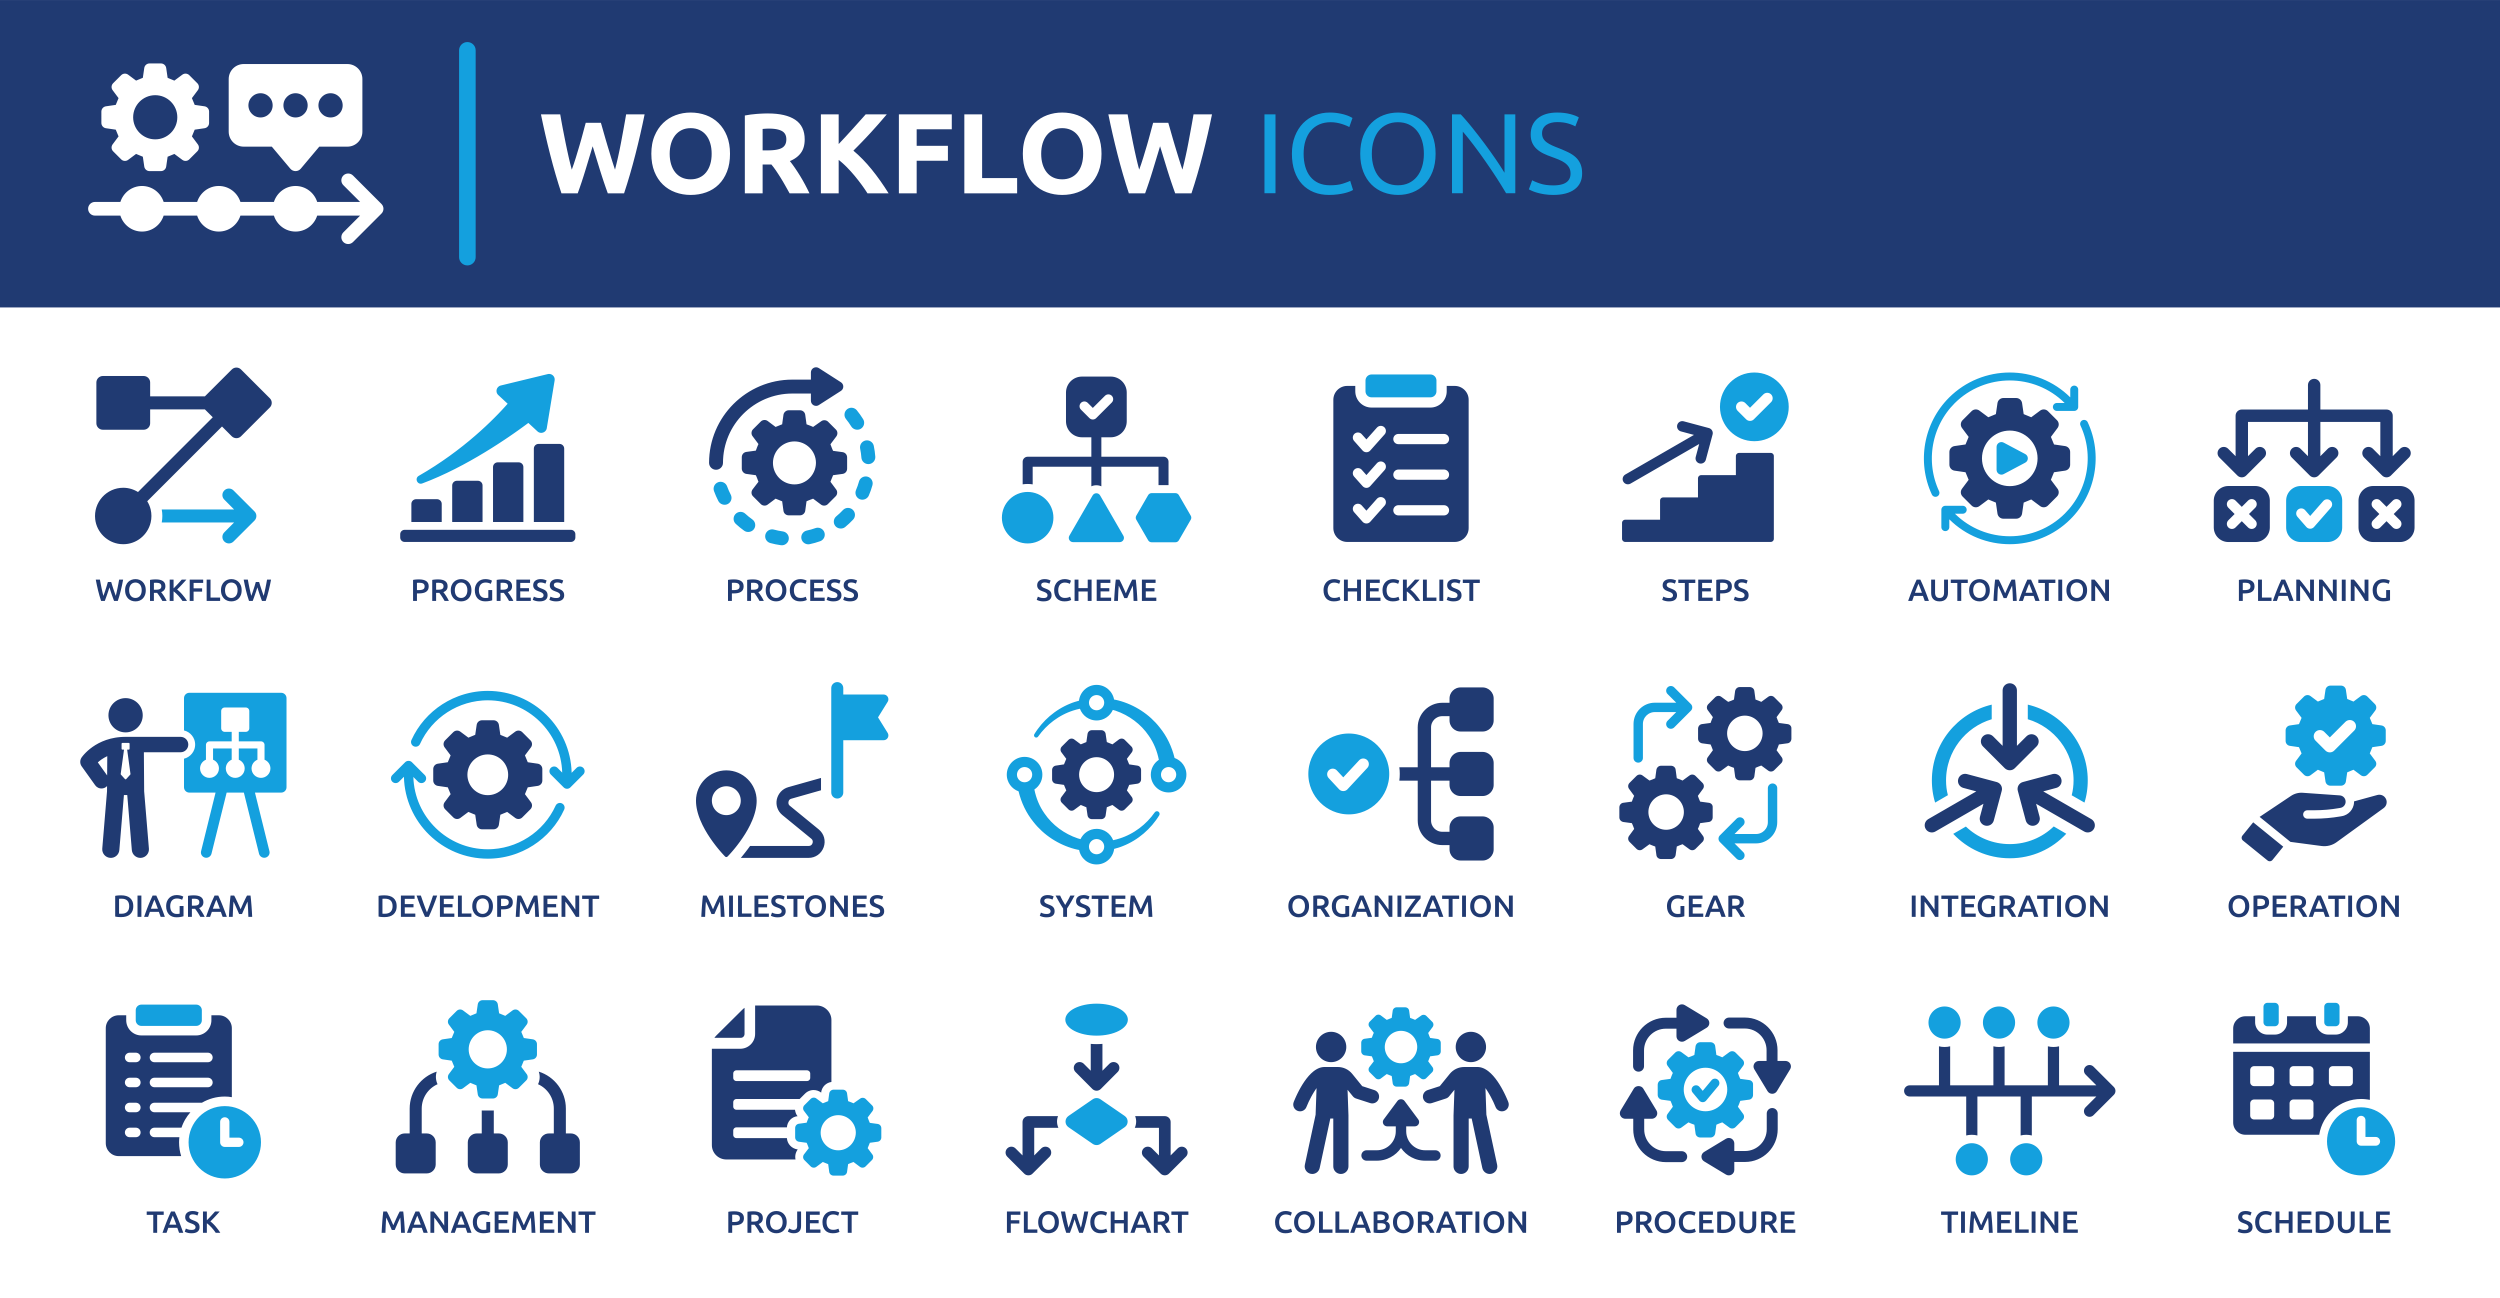 WORKFLOW ICONS
WORKFLOW
PROGRESS
PROCESS
SCHEME
CHECKLIST
STEPS
AUTOMATION
PLANNING
DIAGRAM
DEVELOPMENT
MILESTONES
SYSTEM
ORGANIZATION
GEAR
INTEGRATION
OPERATION
TASK
MANAGEMENT
PROJECT
FLOWCHART
COLLABORATION
PROCEDURE
TIMELINE
SCHEDULE